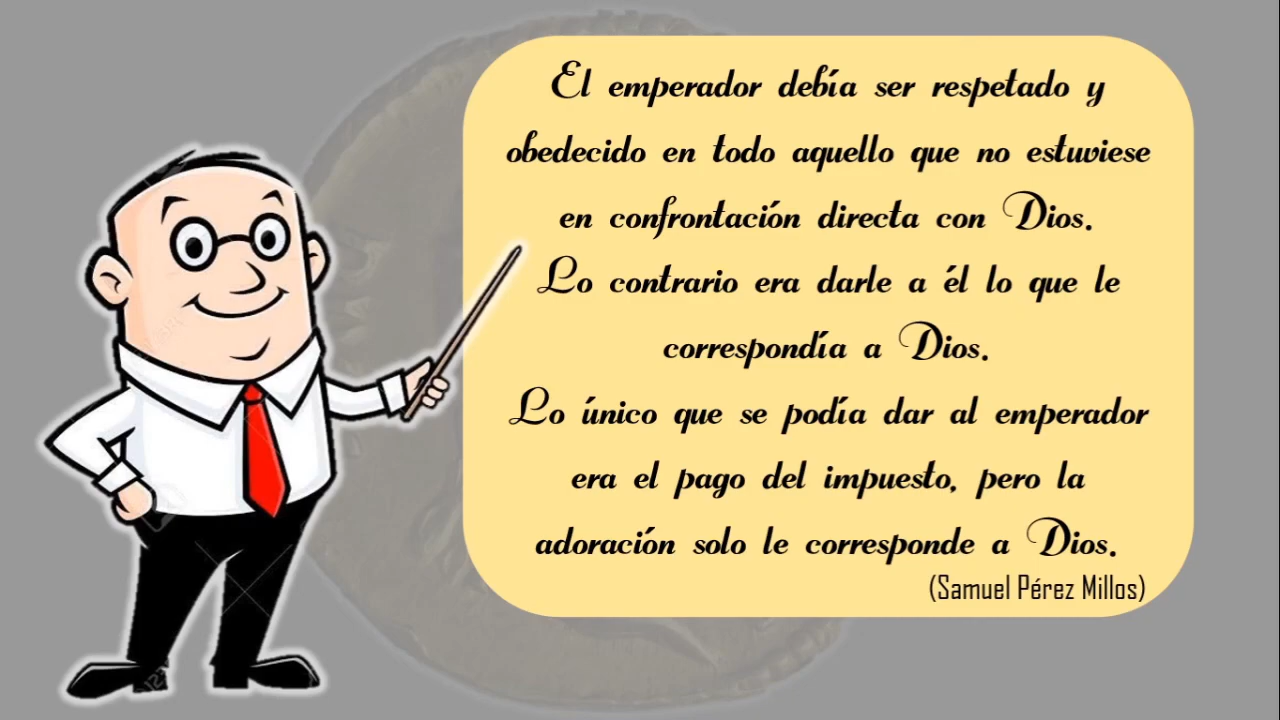 El emperador debía ser respetado y
obedecido en todo aquello que no estuviese
en confrontación directa con Dios.
Lo contrario era darle a él lo que le
correspondía a Dios.
Lo único que se podía dar al emperador
era el pago del impuesto, pero la
adoración solo le corresponde a Dios.
(Samuel Pérez Millos)